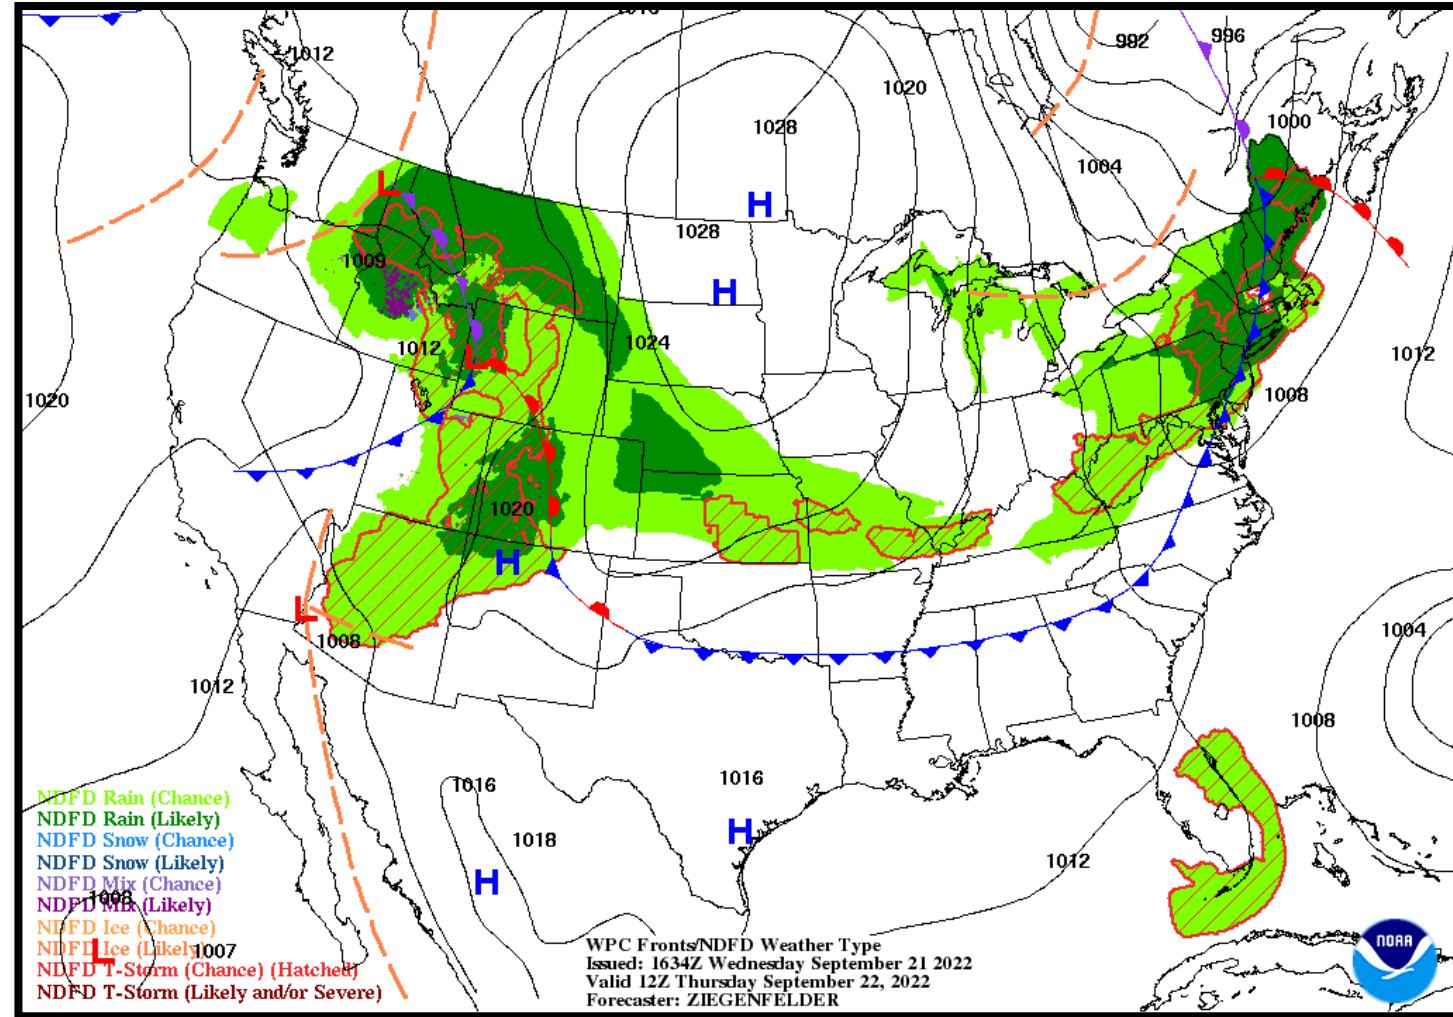 1016
1012
992
996
1020
1000
1028
1004
L
H
1028
1009
H
1024
1012
L
1012
1020
1008
1020
H
L
1008
1004
1012
1008
1016
1016
NDFD Rain (Chance)
NDFD Rain (Likely)
H
NDFD Snow (Chance)
1018
NDFD Snow (Likely)
1012
NDFD Mix (Chance)
H
1008
NDFD Mix (Likely)
NDFD Ice (Chance)
NDFD Ice (Likely)
L
1007
NDFD T-Storm (Chance) (Hatched)
NDFD T-Storm (Likely and/or Severe)
WPC Fronts/NDFD Weather Type
Issued: 1634Z Wednesday September 21 2022
Valid 12Z Thursday September 22, 2022
Forecaster: ZIEGENFELDER
NOAA